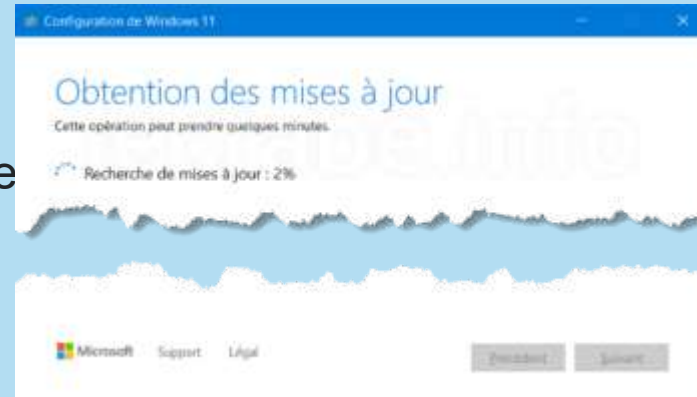 Configuration de Windows 11
Obtention des mises à jour
Cette opération peut prendre quelques minutes.
e
Recherche de mises à jour : 2%
Microsoft Support Légal
Précédent Suivant